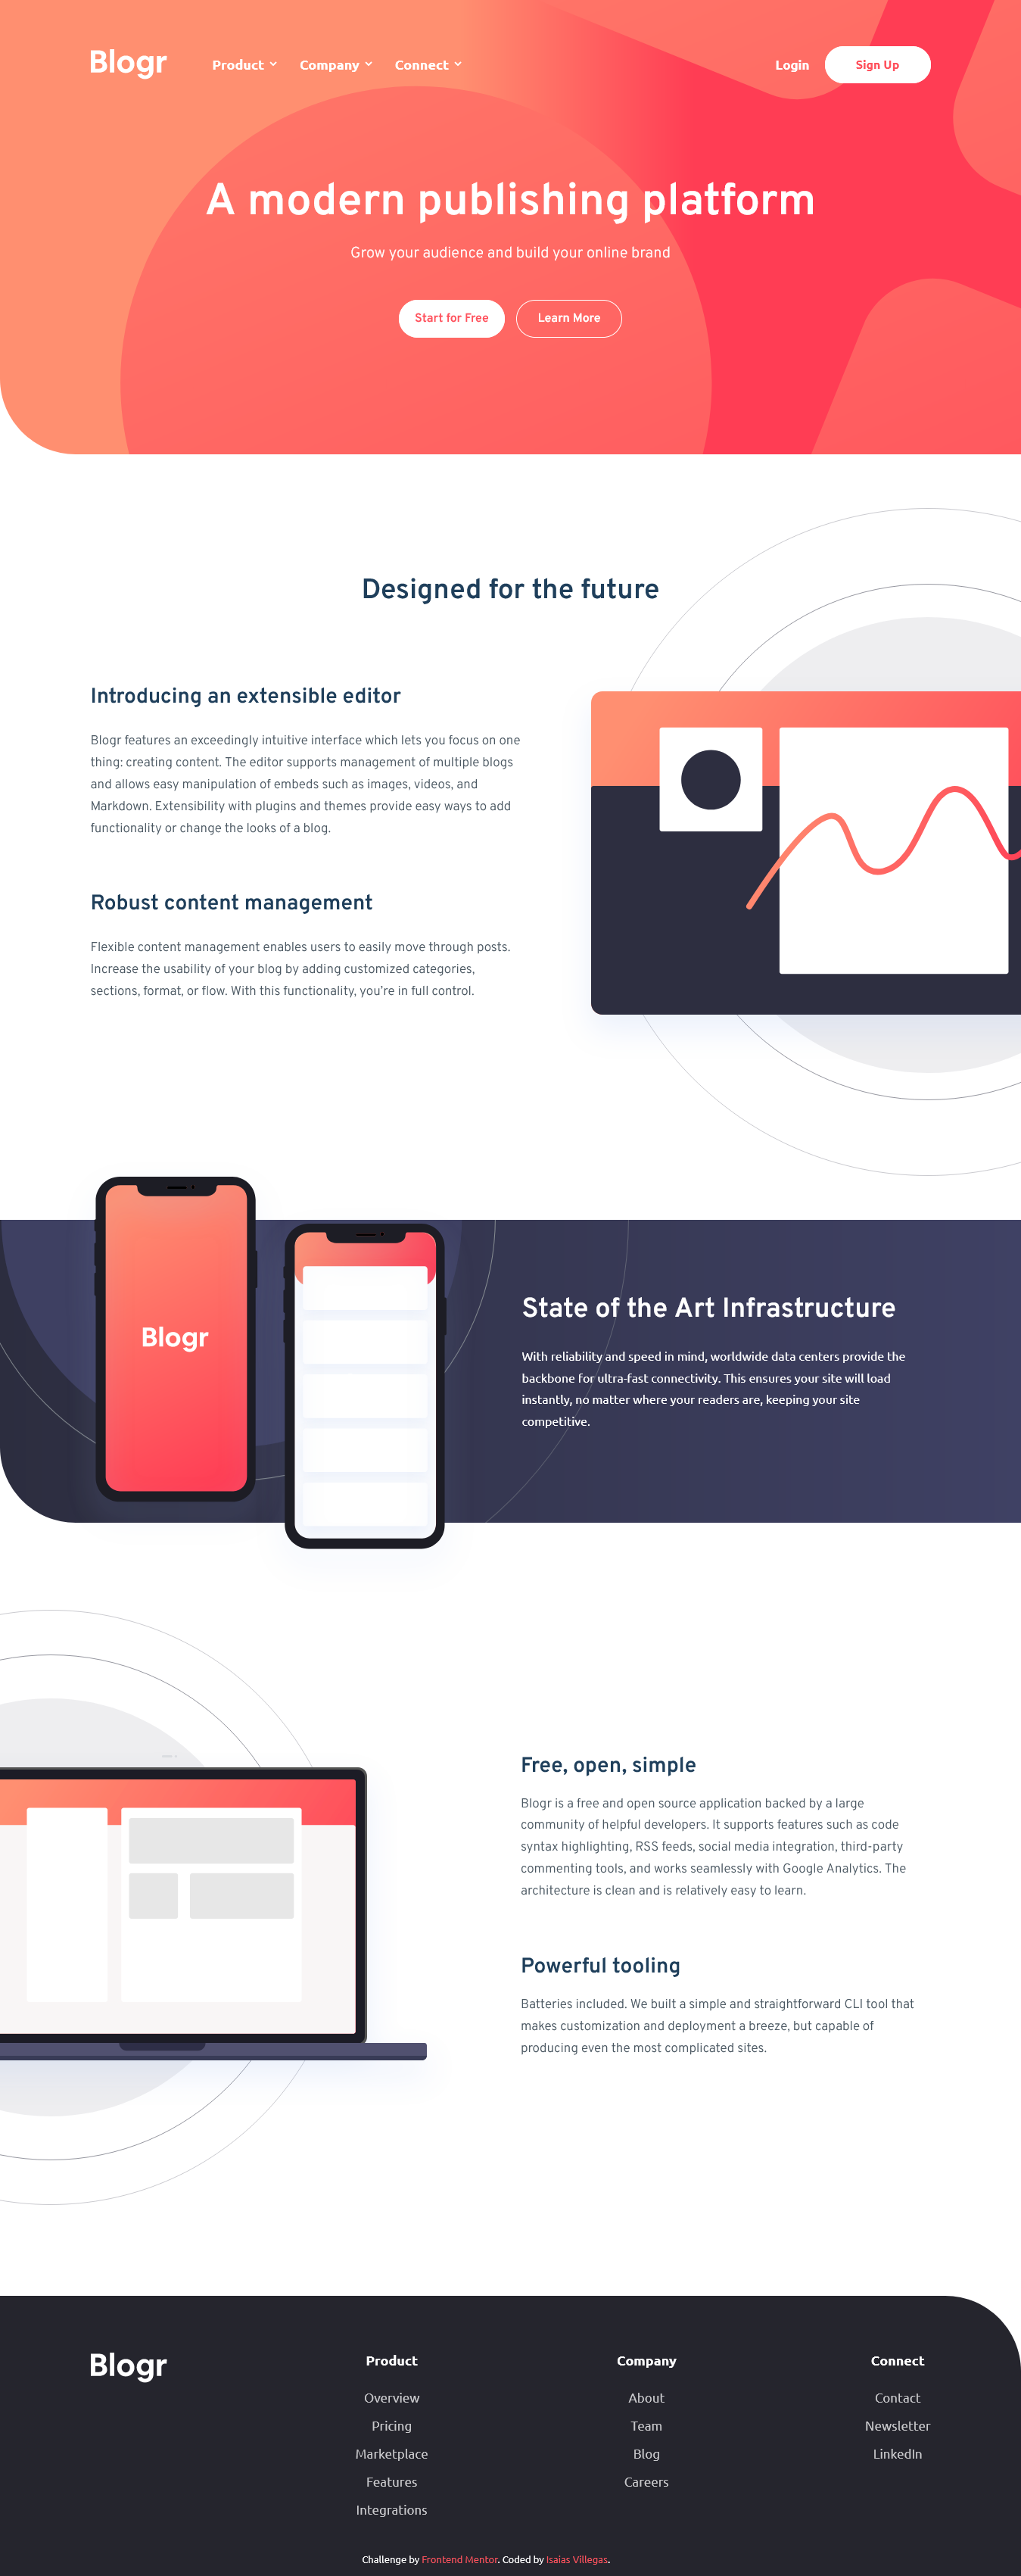 Blogr
Product
Company
Connect
Login
Sign Up
A modern publishing platform
Grow your audience and build your online brand
Start for Free
Learn More
Designed for the future
Introducing an extensible editor
Blogr features an exceedingly intuitive interface which lets you focus on one
thing: creating content. The editor supports management of multiple blogs
and allows easy manipulation of embeds such as images, videos, and
Markdown. Extensibility with plugins and themes provide easy ways to add
functionality or change the looks of a blog.
Robust content management
Flexible content management enables users to easily move through posts.
Increase the usability of your blog by adding customized categories,
sections, format, or flow. With this functionality, you’re in full control.
Blogr
State of the Art Infrastructure
With reliability and speed in mind, worldwide data centers provide the
backbone for ultra-fast connectivity. This ensures your site will load
instantly, no matter where your readers are, keeping your site
competitive.
Free, open, simple
Blogr is a free and open source application backed by a large
community of helpful developers. It supports features such as code
syntax highlighting, RSS feeds, social media integration, third-party
commenting tools, and works seamlessly with Google Analytics. The
architecture is clean and is relatively easy to learn.
Powerful tooling
Batteries included. We built a simple and straightforward CLI tool that
makes customization and deployment a breeze, but capable of
producing even the most complicated sites.
Blogr
Product
Overview
Pricing
Marketplace
Features
Integrations
Company
About
Team
Blog
Careers
Connect
Contact
Newsletter
LinkedIn
Challenge by Frontend Mentor. Coded by Isaías Villegas.